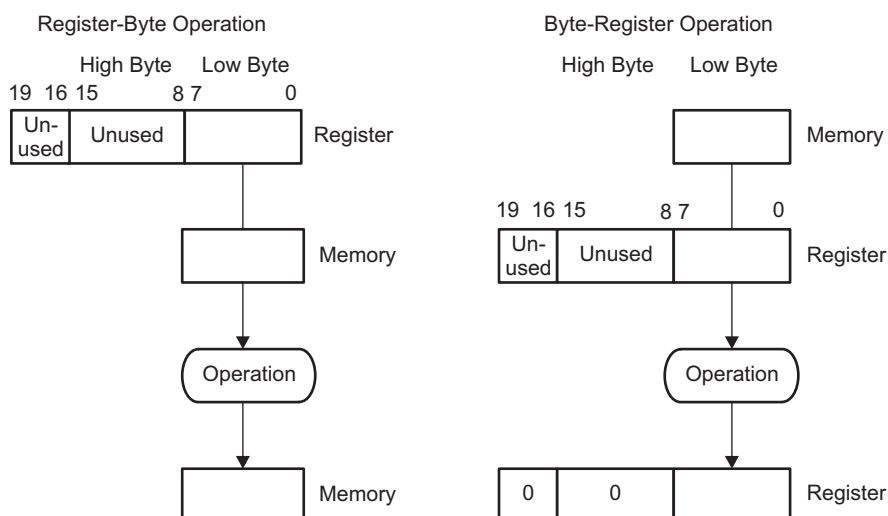 Register-Byte Operation
High Byte Low Byte
19 16 15 8 7 0
Un-
used
Unused
Register
Memory
Operation
Memory
Byte-Register Operation
High Byte Low Byte
Memory
19 16 15 8 7 0
Un-
used
Unused
Register
Operation
0 0 Register